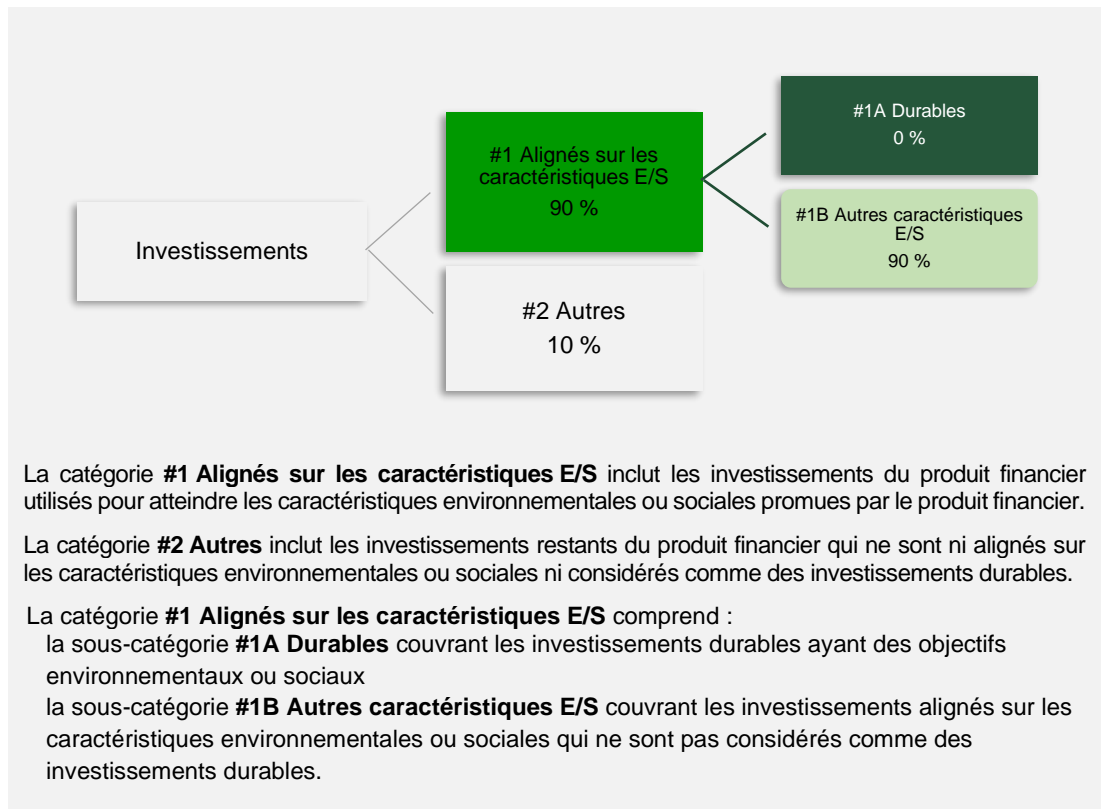 #1A Durables
0 %
#1 Alignés sur les
caractéristiques E/S
90 %
#1B Autres caractéristiques
E/S
90 %
Investissements
#2 Autres
10 %
La catégorie #1 Alignés sur les caractéristiques E/S inclut les investissements du produit financier
utilisés pour atteindre les caractéristiques environnementales ou sociales promues par le produit financier.
La catégorie #2 Autres inclut les investissements restants du produit financier qui ne sont ni alignés sur
les caractéristiques environnementales ou sociales ni considérés comme des investissements durables.
La catégorie #1 Alignés sur les caractéristiques E/S comprend :
la sous-catégorie #1A Durables couvrant les investissements durables ayant des objectifs
environnementaux ou sociaux
la sous-catégorie #1B Autres caractéristiques E/S couvrant les investissements alignés sur les
caractéristiques environnementales ou sociales qui ne sont pas considérés comme des
investissements durables.